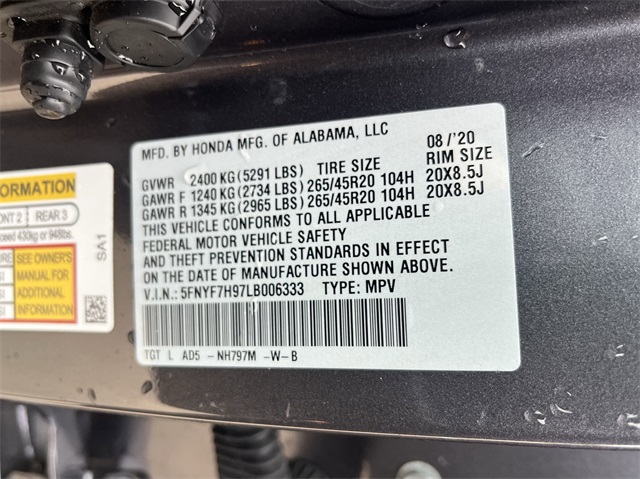 MFD. BY HONDA MFG. OF ALABAMA, LLC 08 /'20
GVWR 2400 KG (5291 LBS) TIRE SIZE RIM SIZE
GAWR F 1240 KG (2734 LBS) 265/45R20 104H 20X8.5J
GAWR R 1345 KG (2965 LBS) 265/45R20 104H 20X8.5J
THIS VEHICLE CONFORMS TO ALL APPLICABLE
FEDERAL MOTOR VEHICLE SAFETY
AND THEFT PREVENTION STANDARDS IN EFFECT
ON THE DATE OF MANUFACTURE SHOWN ABOVE.
V.I.N.: 5FNYF7H97LB006333 TYPE: MPV
TGT L AD5 -NH797M -W-B
REAR 3
430kg or 948lbs.
SEE OWNER'S
MANUAL FOR
ADDITIONAL
INFORMATION
SA1